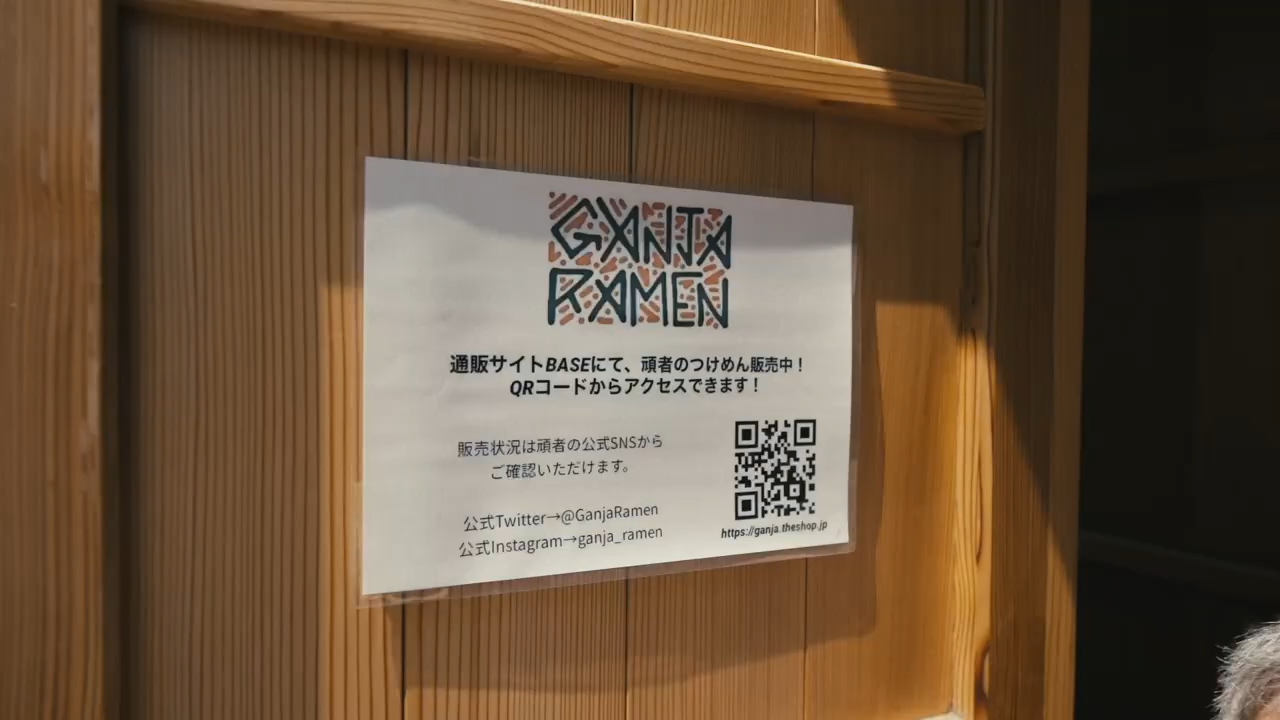 GANJA
RAMEN
通販サイトBASEにて、頑者のつけめん販売中！
QRコードからアクセスできます！
販売状況は頑者の公式SNSから
ご確認いただけます。
公式Twitter→@GanjaRamen
公式Instagram→ganja_ramen
https://ganja.theshop.jp